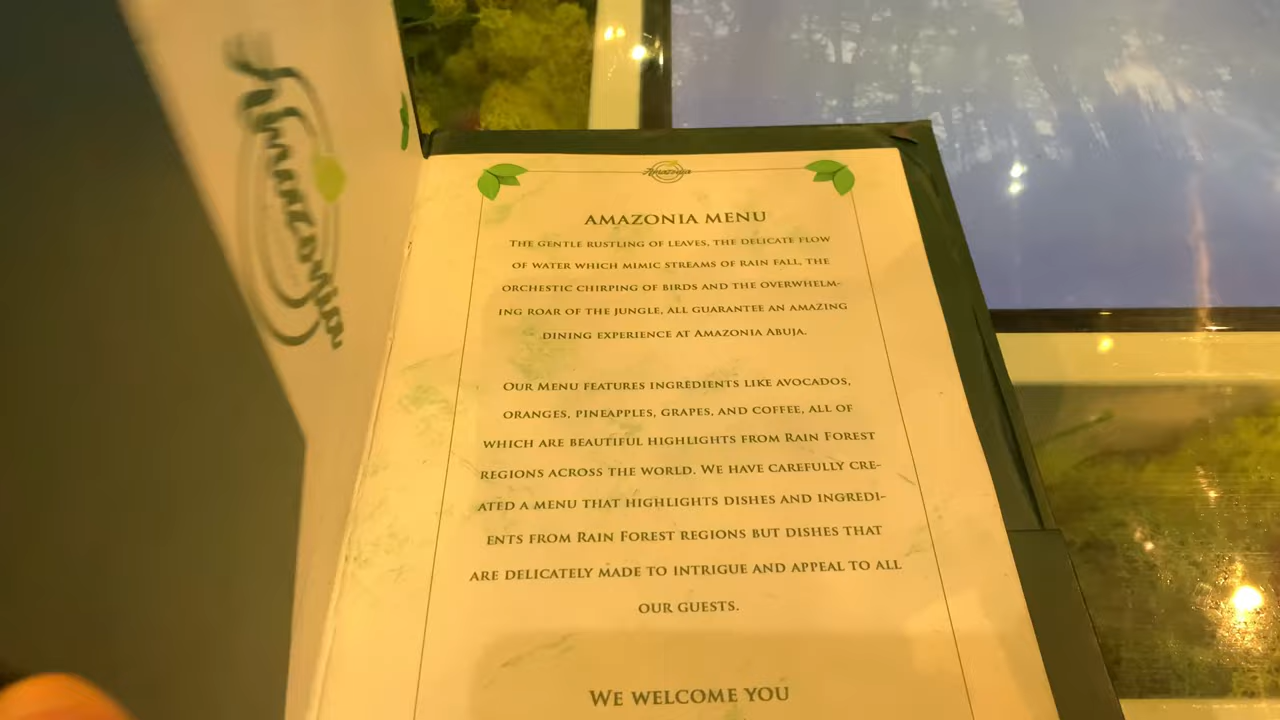 Amazonia
Amazonia
AMAZONIA MENU
THE GENTLE RUSTLING OF LEAVES, THE DELICATE FLOW
OF WATER WHICH MIMIC STREAMS OF RAIN FALL, THE
ORCHESTIC CHIRPING OF BIRDS AND THE OVERWHELM-
ING ROAR OF THE JUNGLE, ALL GUARANTEE AN AMAZING
DINING EXPERIENCE AT AMAZONIA ABUJA.
OUR MENU FEATURES INGREDIENTS LIKE AVOCADOS,
ORANGES, PINEAPPLES, GRAPES, AND COFFEE, ALL OF
WHICH ARE BEAUTIFUL HIGHLIGHTS FROM RAIN FOREST
REGIONS ACROSS THE WORLD. WE HAVE CAREFULLY CRE-
ATED A MENU THAT HIGHLIGHTS DISHES AND INGREDI-
ENTS FROM RAIN FOREST REGIONS BUT DISHES THAT
ARE DELICATELY MADE TO INTRIGUE AND APPEAL TO ALL
OUR GUESTS.
WE WELCOME YOU